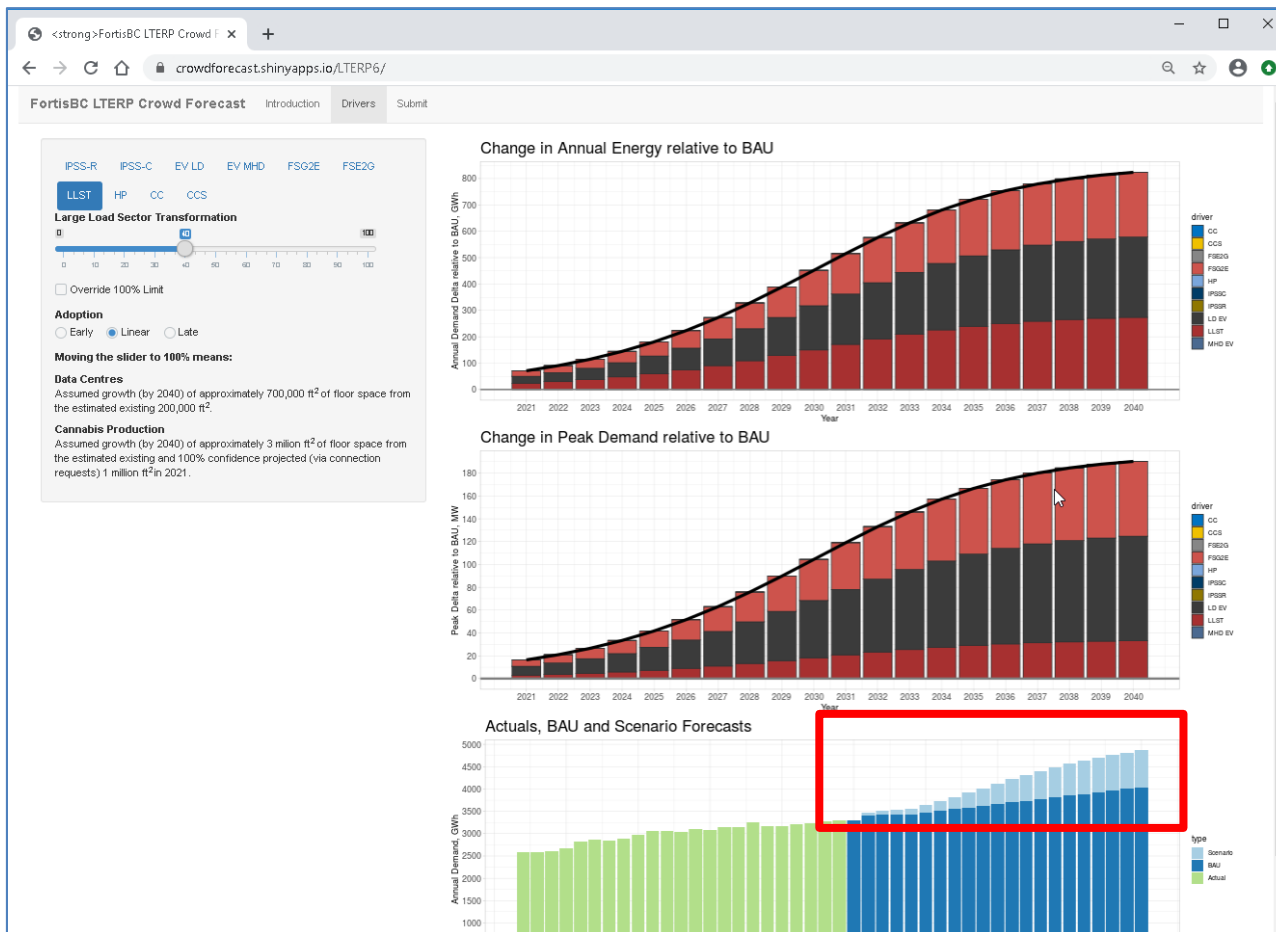 <strong>FortisBC LTERP Crowd F
crowdforecast.shinyapps.io/LTERP6/
FortisBC LTERP Crowd Forecast Introduction Drivers Submit
IPSS-R IPSS-C EV LD EV MHD FSG2E FSE2G
LLST HP CC CCS
Large Load Sector Transformation
0 40 100
0 10 20 30 40 50 60 70 80 90 100
Override 100% Limit
Adoption
Early Linear Late
Moving the slider to 100% means:
Data Centres
Assumed growth (by 2040) of approximately 700,000 ft2 of floor space from
the estimated existing 200,000 ft2.
Cannabis Production
Assumed growth (by 2040) of approximately 3 milion ft2 of floor space from
the estimated existing and 100% confidence projected (via connection
requests) 1 million ft2 in 2021.
Change in Annual Energy relative to BAU
Annual Demand Delta relative to BAU, GWh
800
700
600
500
400
300
200
100
0
2021 2022 2023 2024 2025 2026 2027 2028 2029 2030 2031 2032 2033 2034 2035 2036 2037 2038 2039 2040
Year
driver
CC
CCS
FSE2G
FSG2E
HP
IPSSC
IPSSR
LD EV
LLST
MHD EV
Change in Peak Demand relative to BAU
Peak Delta relative to BAU, MW
180
160
140
120
100
80
60
40
20
0
2021 2022 2023 2024 2025 2026 2027 2028 2029 2030 2031 2032 2033 2034 2035 2036 2037 2038 2039 2040
Year
driver
CC
CCS
FSE2G
FSG2E
HP
IPSSC
IPSSR
LD EV
LLST
MHD EV
Actuals, BAU and Scenario Forecasts
Annual Demand, GWh
5000
4500
4000
3500
3000
2500
2000
1500
1000
type
Scenario
BAU
Actual